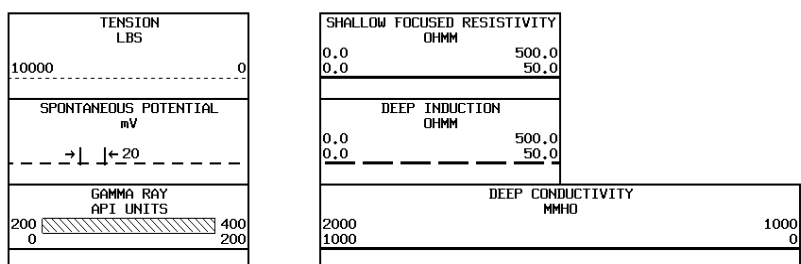 TENSION
LBS
10000 0
SPONTANEOUS POTENTIAL
mV
→| |←20
GAMMA RAY
API UNITS
200 400
0 200
SHALLOW FOCUSED RESISTIVITY
OHMM
0.0 500.0
0.0 50.0
DEEP INDUCTION
OHMM
0.0 500.0
0.0 50.0
DEEP CONDUCTIVITY
MMHO
2000 1000
1000 0